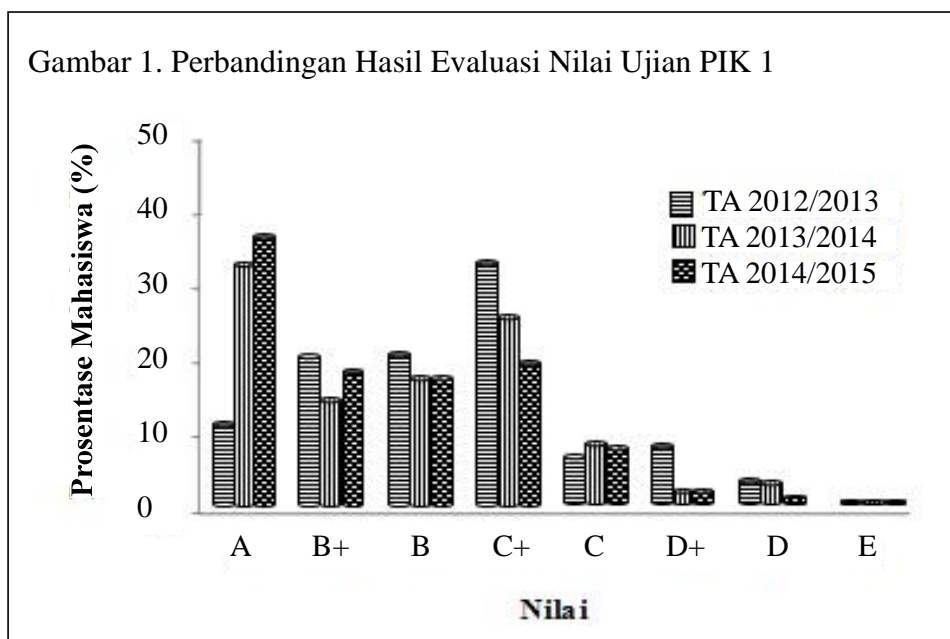 Gambar 1. Perbandingan Hasil Evaluasi Nilai Ujian PIK 1
50
40
30
20
10
0
Prosentase Mahasiswa (%)
TA 2012/2013
TA 2013/2014
TA 2014/2015
A B+ B C+ C D+ D E
Nilai